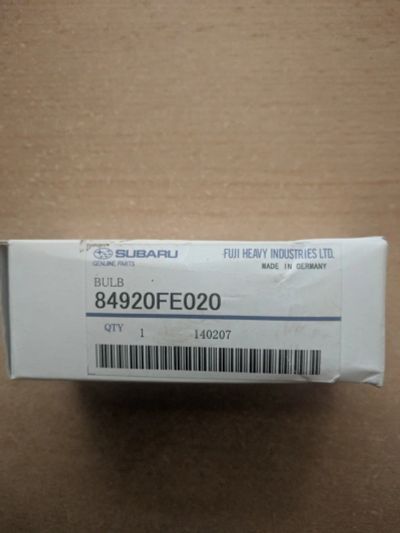 SUBARU
GENUINE PARTS
FUJI HEAVY INDUSTRIES LTD.
MADE IN GERMANY
BULB
84920FE020
QTY 1 140207